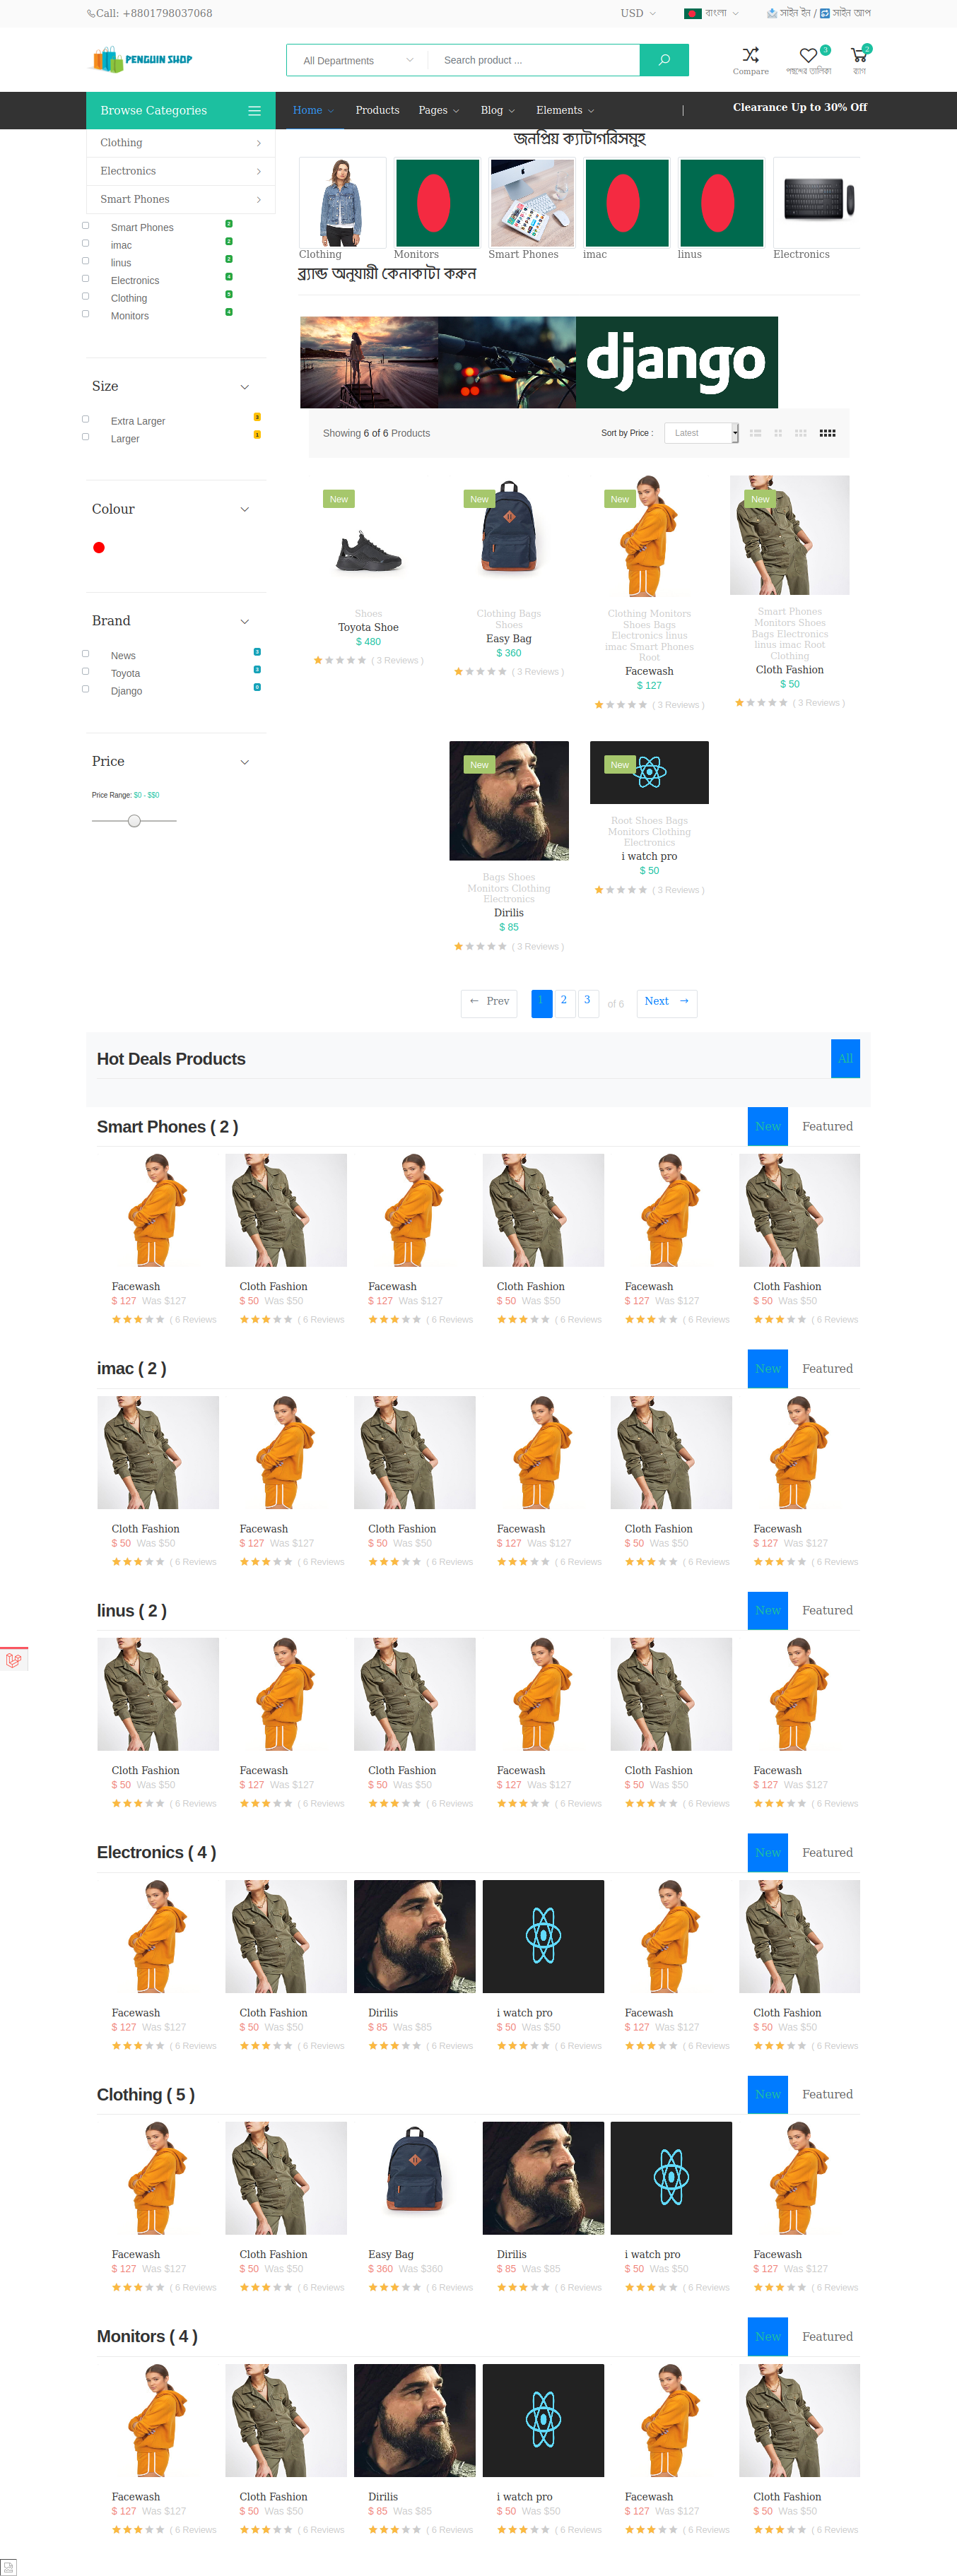 Call: +8801798037068
USD
বাংলা
সাইন ইন / সাইন আপ
PENGUIN SHOP
All Departments
Search product ...
Compare
3
পছন্দের তালিকা
2
ব্যাগ
Browse Categories
Home
Products
Pages
Blog
Elements
Clearance Up to 30% Off
Clothing
Electronics
Smart Phones
জনপ্রিয় ক্যাটাগরিসমূহ
Clothing
Monitors
Smart Phones
imac
linus
Electronics
Smart Phones 2
imac 2
linus 2
Electronics 4
Clothing 5
Monitors 4
ব্র্যান্ড অনুযায়ী কেনাকাটা করুন
django
Size
Extra Larger 3
Larger 1
Colour
Brand
News 3
Toyota 3
Django 6
Price
Price Range: $0 - $$0
Showing 6 of 6 Products
Sort by Price :
Latest
New
Shoes
Toyota Shoe
$ 480
( 3 Reviews )
New
Clothing Bags
Shoes
Easy Bag
$ 360
( 3 Reviews )
New
Clothing Monitors
Shoes Bags
Electronics linus
imac Smart Phones
Root
Facewash
$ 127
( 3 Reviews )
New
Smart Phones
Monitors Shoes
Bags Electronics
linus imac Root
Clothing
Cloth Fashion
$ 50
( 3 Reviews )
New
Bags Shoes
Monitors Clothing
Electronics
Dirilis
$ 85
( 3 Reviews )
New
Root Shoes Bags
Monitors Clothing
Electronics
i watch pro
$ 50
( 3 Reviews )
← Prev
1
2
3
of 6
Next →
Hot Deals Products
All
Smart Phones ( 2 )
New
Featured
Facewash
$ 127 Was $127
( 6 Reviews
Cloth Fashion
$ 50 Was $50
( 6 Reviews
Facewash
$ 127 Was $127
( 6 Reviews
Cloth Fashion
$ 50 Was $50
( 6 Reviews
Facewash
$ 127 Was $127
( 6 Reviews
Cloth Fashion
$ 50 Was $50
( 6 Reviews
imac ( 2 )
New
Featured
Cloth Fashion
$ 50 Was $50
( 6 Reviews
Facewash
$ 127 Was $127
( 6 Reviews
Cloth Fashion
$ 50 Was $50
( 6 Reviews
Facewash
$ 127 Was $127
( 6 Reviews
Cloth Fashion
$ 50 Was $50
( 6 Reviews
Facewash
$ 127 Was $127
( 6 Reviews
linus ( 2 )
New
Featured
Cloth Fashion
$ 50 Was $50
( 6 Reviews
Facewash
$ 127 Was $127
( 6 Reviews
Cloth Fashion
$ 50 Was $50
( 6 Reviews
Facewash
$ 127 Was $127
( 6 Reviews
Cloth Fashion
$ 50 Was $50
( 6 Reviews
Facewash
$ 127 Was $127
( 6 Reviews
Electronics ( 4 )
New
Featured
Facewash
$ 127 Was $127
( 6 Reviews
Cloth Fashion
$ 50 Was $50
( 6 Reviews
Dirilis
$ 85 Was $85
( 6 Reviews
i watch pro
$ 50 Was $50
( 6 Reviews
Facewash
$ 127 Was $127
( 6 Reviews
Cloth Fashion
$ 50 Was $50
( 6 Reviews
Clothing ( 5 )
New
Featured
Facewash
$ 127 Was $127
( 6 Reviews
Cloth Fashion
$ 50 Was $50
( 6 Reviews
Easy Bag
$ 360 Was $360
( 6 Reviews
Dirilis
$ 85 Was $85
( 6 Reviews
i watch pro
$ 50 Was $50
( 6 Reviews
Facewash
$ 127 Was $127
( 6 Reviews
Monitors ( 4 )
New
Featured
Facewash
$ 127 Was $127
( 6 Reviews
Cloth Fashion
$ 50 Was $50
( 6 Reviews
Dirilis
$ 85 Was $85
( 6 Reviews
i watch pro
$ 50 Was $50
( 6 Reviews
Facewash
$ 127 Was $127
( 6 Reviews
Cloth Fashion
$ 50 Was $50
( 6 Reviews